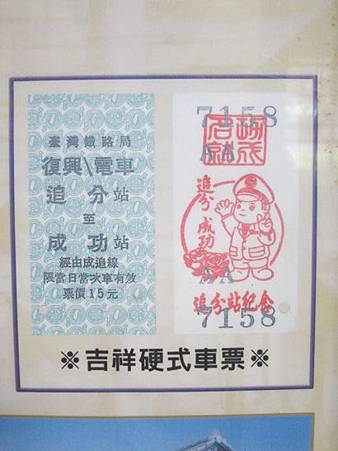 臺灣鐵路局
復興\電車
追分站
至
成功站
經由成追線
限當日當次車有效
票價15元
7158
AA
追分 成功
AA
追分站紀念
7158
※吉祥硬式車票※